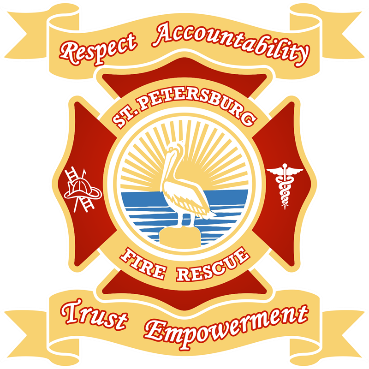 Respect Accountability
ST. PETERSBURG
FIRE RESCUE
Trust Empowerment